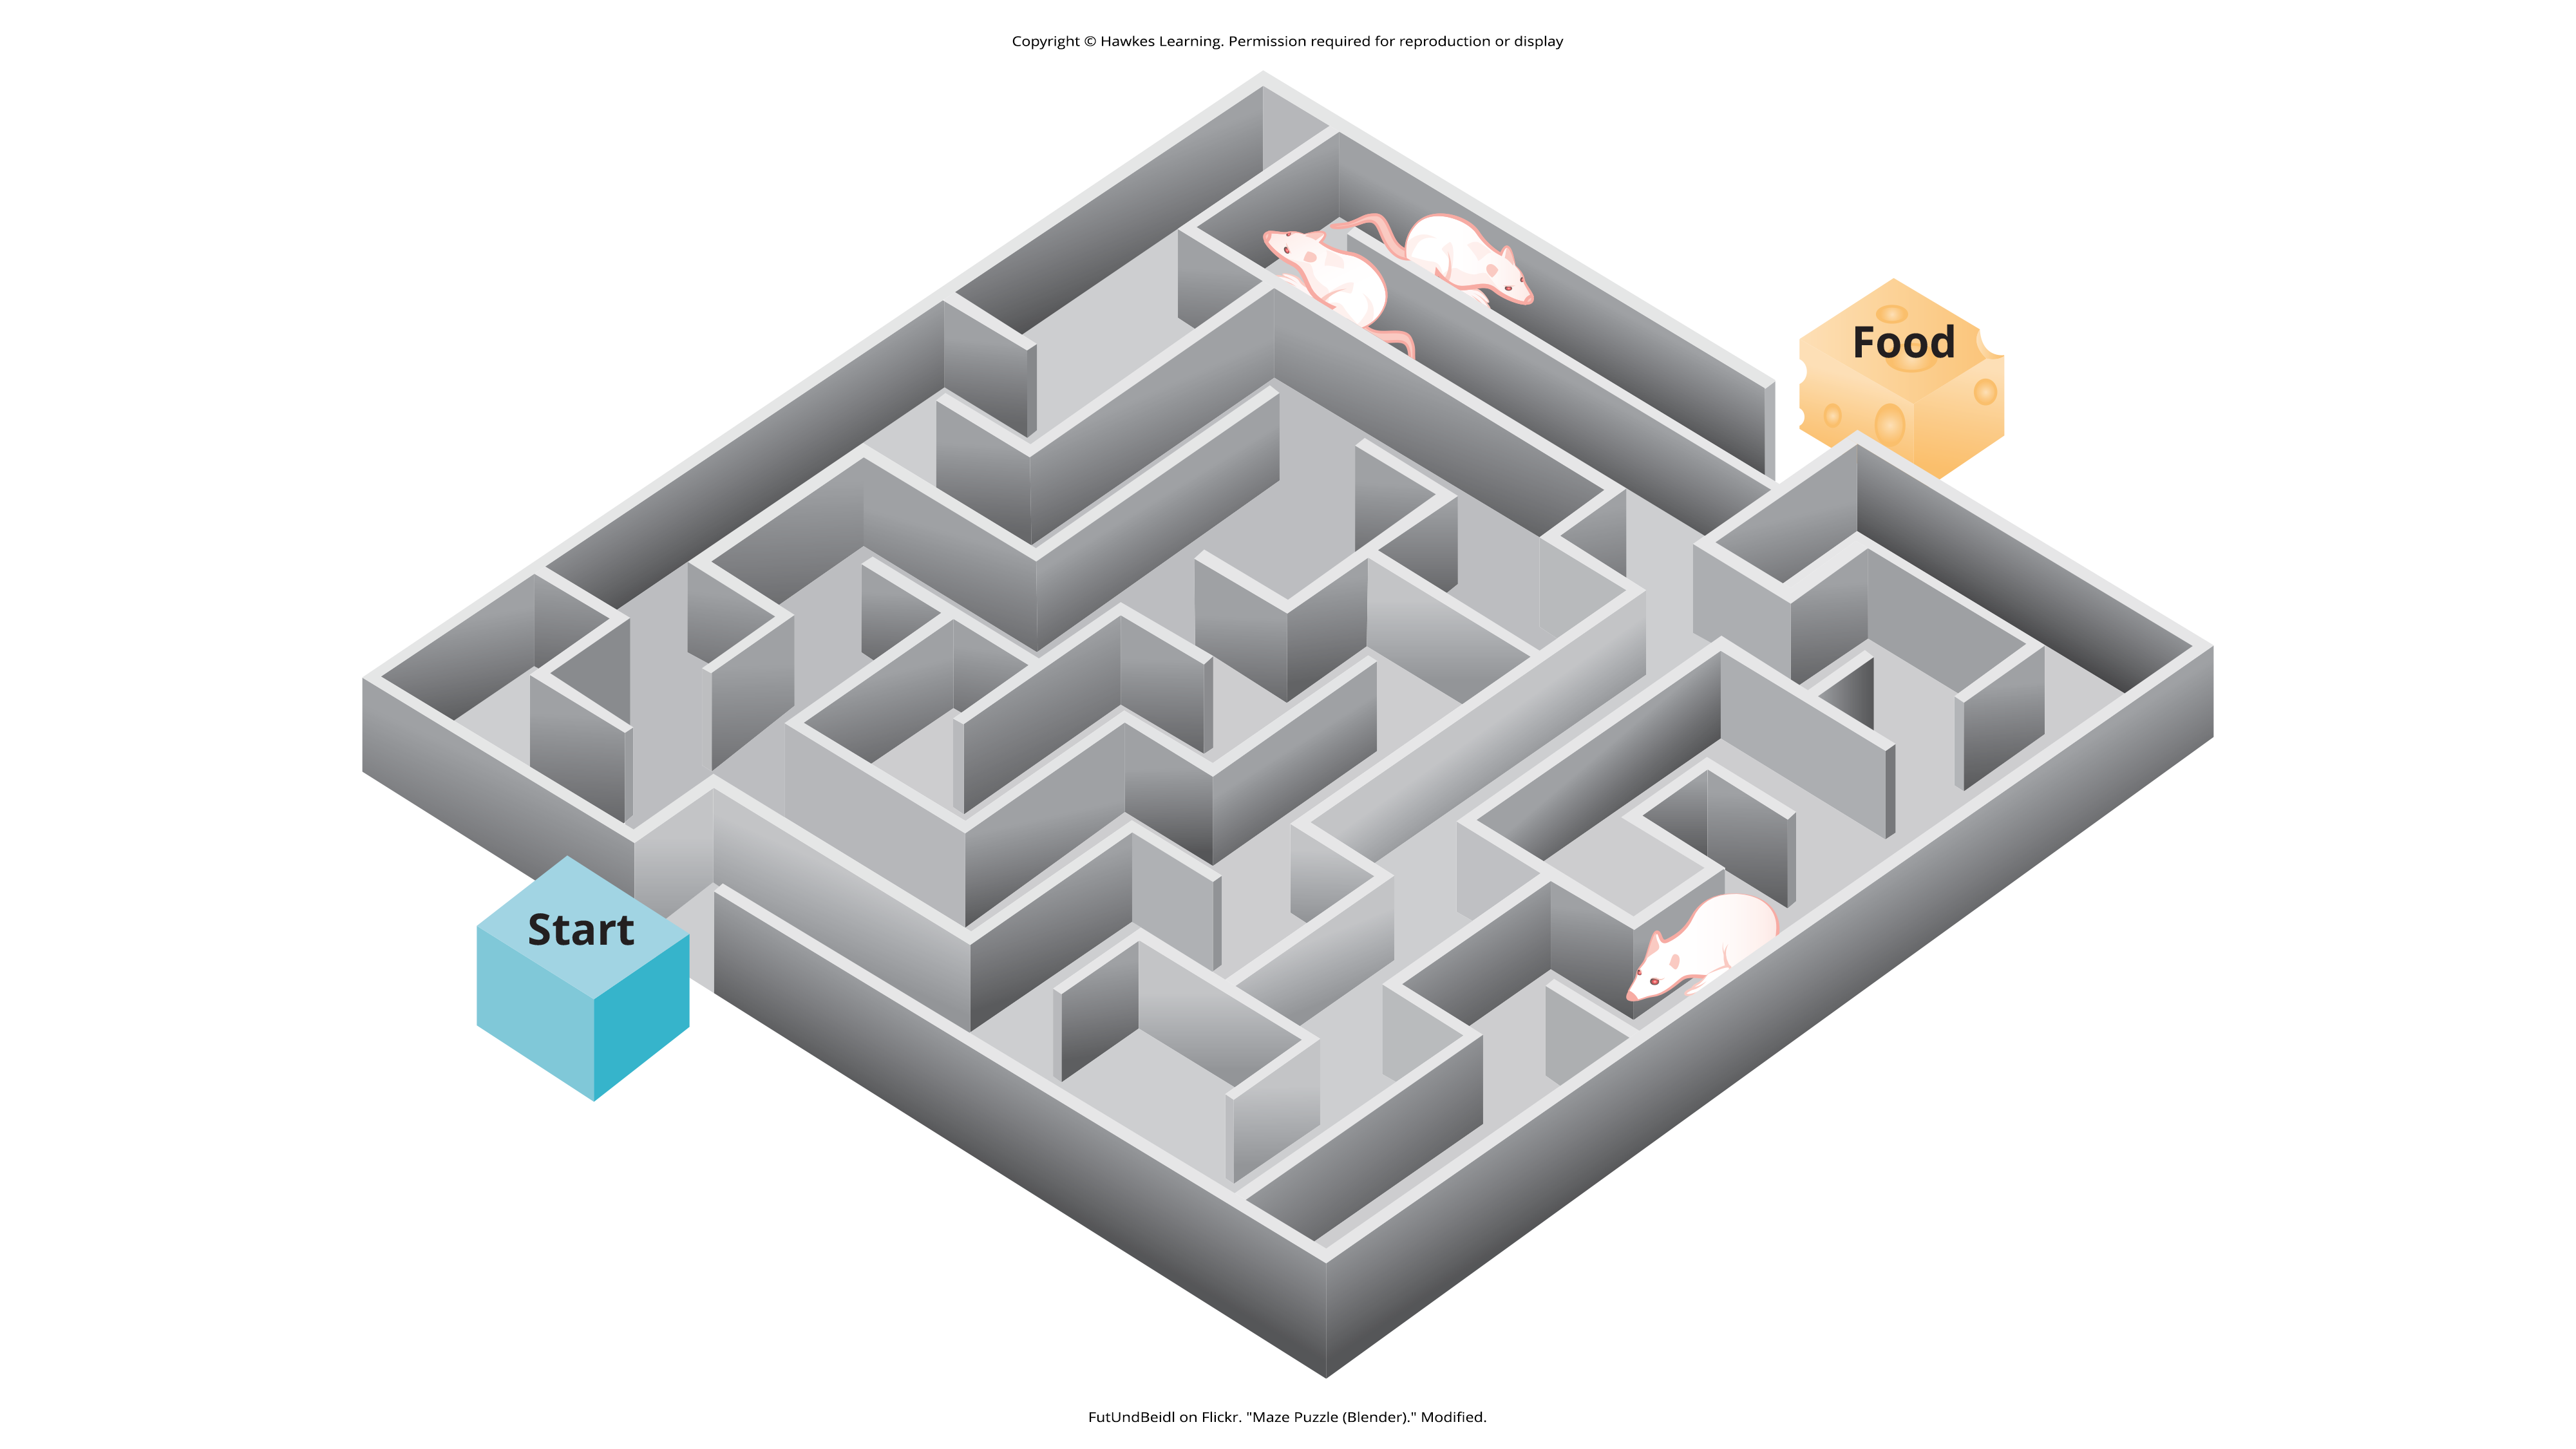 Copyright © Hawkes Learning. Permission required for reproduction or display
Food
Start
FutUndBeidl on Flickr. "Maze Puzzle (Blender)." Modified.